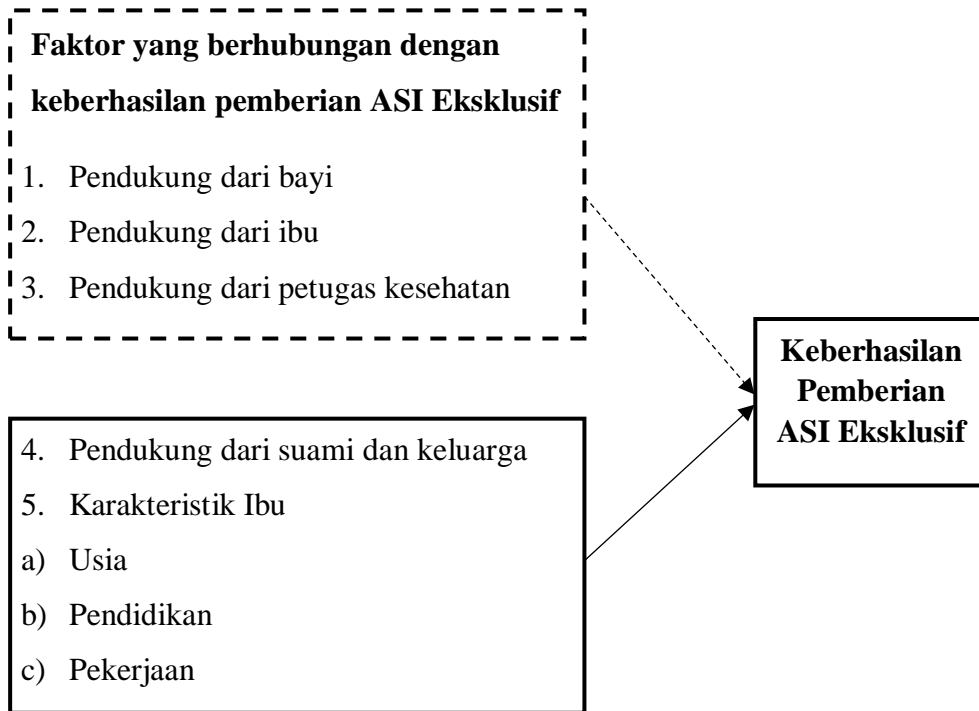 Faktor yang berhubungan dengan
keberhasilan pemberian ASI Eksklusif
1. Pendukung dari bayi
2. Pendukung dari ibu
3. Pendukung dari petugas kesehatan
4. Pendukung dari suami dan keluarga
5. Karakteristik Ibu
a) Usia
b) Pendidikan
c) Pekerjaan
Keberhasilan
Pemberian
ASI Eksklusif